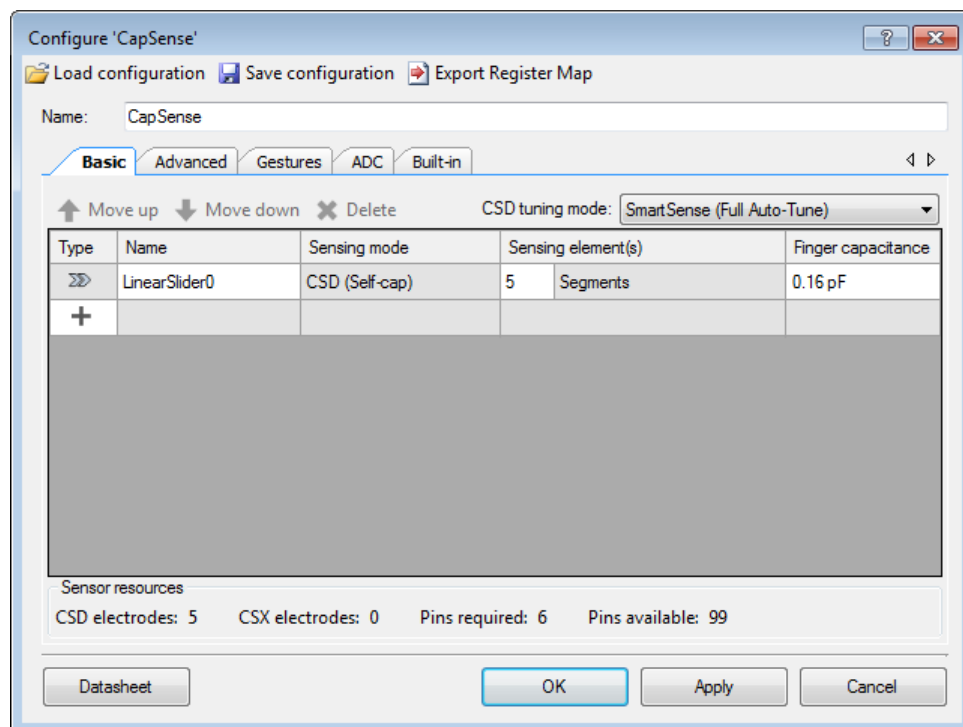 Configure 'CapSense'
Load configuration Save configuration Export Register Map
Name: CapSense
Basic Advanced Gestures ADC Built-in
Move up Move down Delete CSD tuning mode: SmartSense (Full Auto-Tune)
Type Name Sensing mode Sensing element(s) Finger capacitance
LinearSlider0 CSD (Self-cap) 5 Segments 0.16 pF
Sensor resources
CSD electrodes: 5 CSX electrodes: 0 Pins required: 6 Pins available: 99
Datasheet OK Apply Cancel